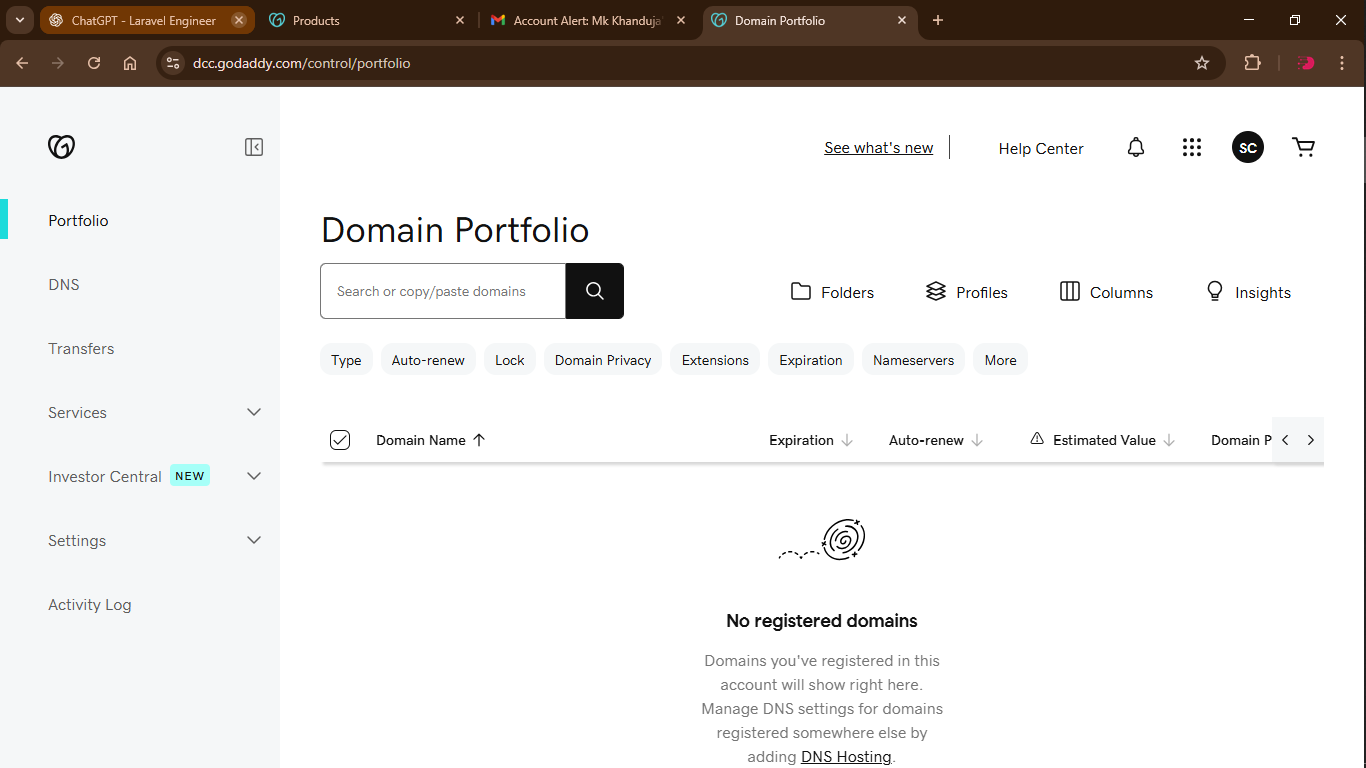 ChatGPT - Laravel Engineer
Products
Account Alert: Mk Khanduja
Domain Portfolio
dcc.godaddy.com/control/portfolio
See what's new
Help Center
SC
Portfolio
DNS
Transfers
Services
Investor Central NEW
Settings
Activity Log
Domain Portfolio
Search or copy/paste domains
Folders
Profiles
Columns
Insights
Type
Auto-renew
Lock
Domain Privacy
Extensions
Expiration
Nameservers
More
Domain Name
Expiration
Auto-renew
Estimated Value
Domain P
No registered domains
Domains you've registered in this
account will show right here.
Manage DNS settings for domains
registered somewhere else by
adding DNS Hosting.